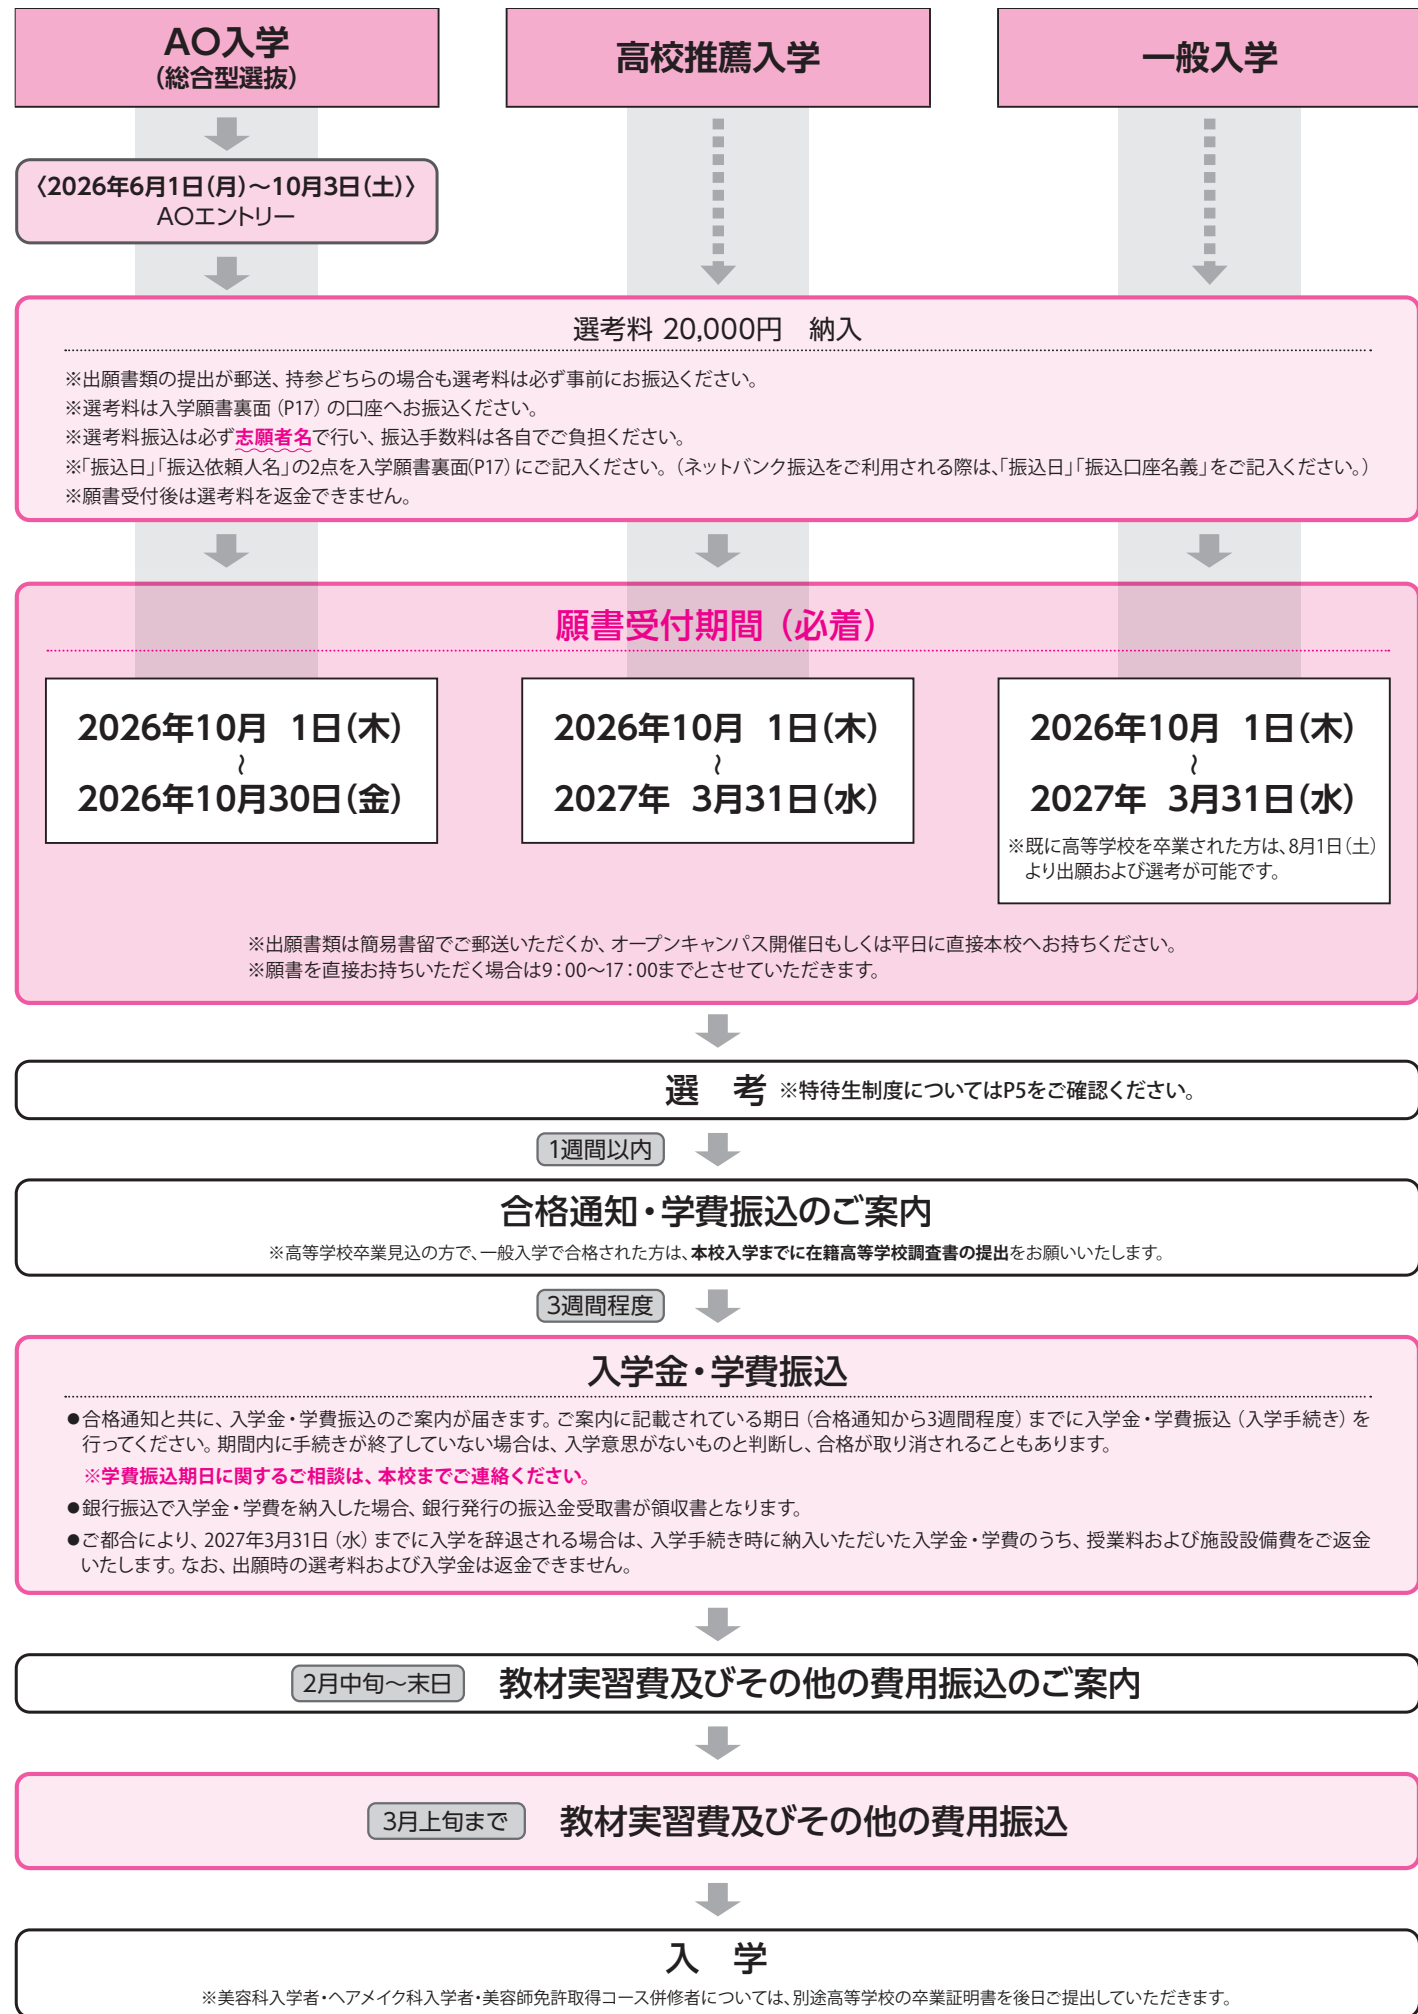 AO入学
(総合型選抜)
高校推薦入学
一般入学
〈2026年6月1日(月)～10月3日(土)〉
AOエントリー
選考料 20,000円　納入
※出願書類の提出が郵送、持参どちらの場合も選考料は必ず事前にお振込ください。
※選考料は入学願書裏面（P17）の口座へお振込ください。
※選考料振込は必ず志願者名で行い、振込手数料は各自でご負担ください。
※「振込日」「振込依頼人名」の2点を入学願書裏面(P17)にご記入ください。（ネットバンク振込をご利用される際は、「振込日」「振込口座名義」をご記入ください。）
※願書受付後は選考料を返金できません。
願書受付期間（必着）
2026年10月 1日(木)
～
2026年10月30日(金)
2026年10月 1日(木)
～
2027年 3月31日(水)
2026年10月 1日(木)
～
2027年 3月31日(水)
※既に高等学校を卒業された方は、8月1日(土)
より出願および選考が可能です。
※出願書類は簡易書留でご郵送いただくか、オープンキャンパス開催日もしくは平日に直接本校へお持ちください。
※願書を直接お持ちいただく場合は9：00～17：00までとさせていただきます。
選　考 ※特待生制度についてはP5をご確認ください。
1週間以内
合格通知・学費振込のご案内
※高等学校卒業見込の方で、一般入学で合格された方は、本校入学までに在籍高等学校調査書の提出をお願いいたします。
3週間程度
入学金・学費振込
●合格通知と共に、入学金・学費振込のご案内が届きます。ご案内に記載されている期日（合格通知から3週間程度）までに入学金・学費振込（入学手続き）を
行ってください。期間内に手続きが終了していない場合は、入学意思がないものと判断し、合格が取り消されることもあります。
※学費振込期日に関するご相談は、本校までご連絡ください。
●銀行振込で入学金・学費を納入した場合、銀行発行の振込金受取書が領収書となります。
●ご都合により、2027年3月31日（水）までに入学を辞退される場合は、入学手続き時に納入いただいた入学金・学費のうち、授業料および施設設備費をご返金
いたします。なお、出願時の選考料および入学金は返金できません。
2月中旬～末日 教材実習費及びその他の費用振込のご案内
3月上旬まで 教材実習費及びその他の費用振込
入　学
※美容科入学者・ヘアメイク科入学者・美容師免許取得コース併修者については、別途高等学校の卒業証明書を後日ご提出していただきます。